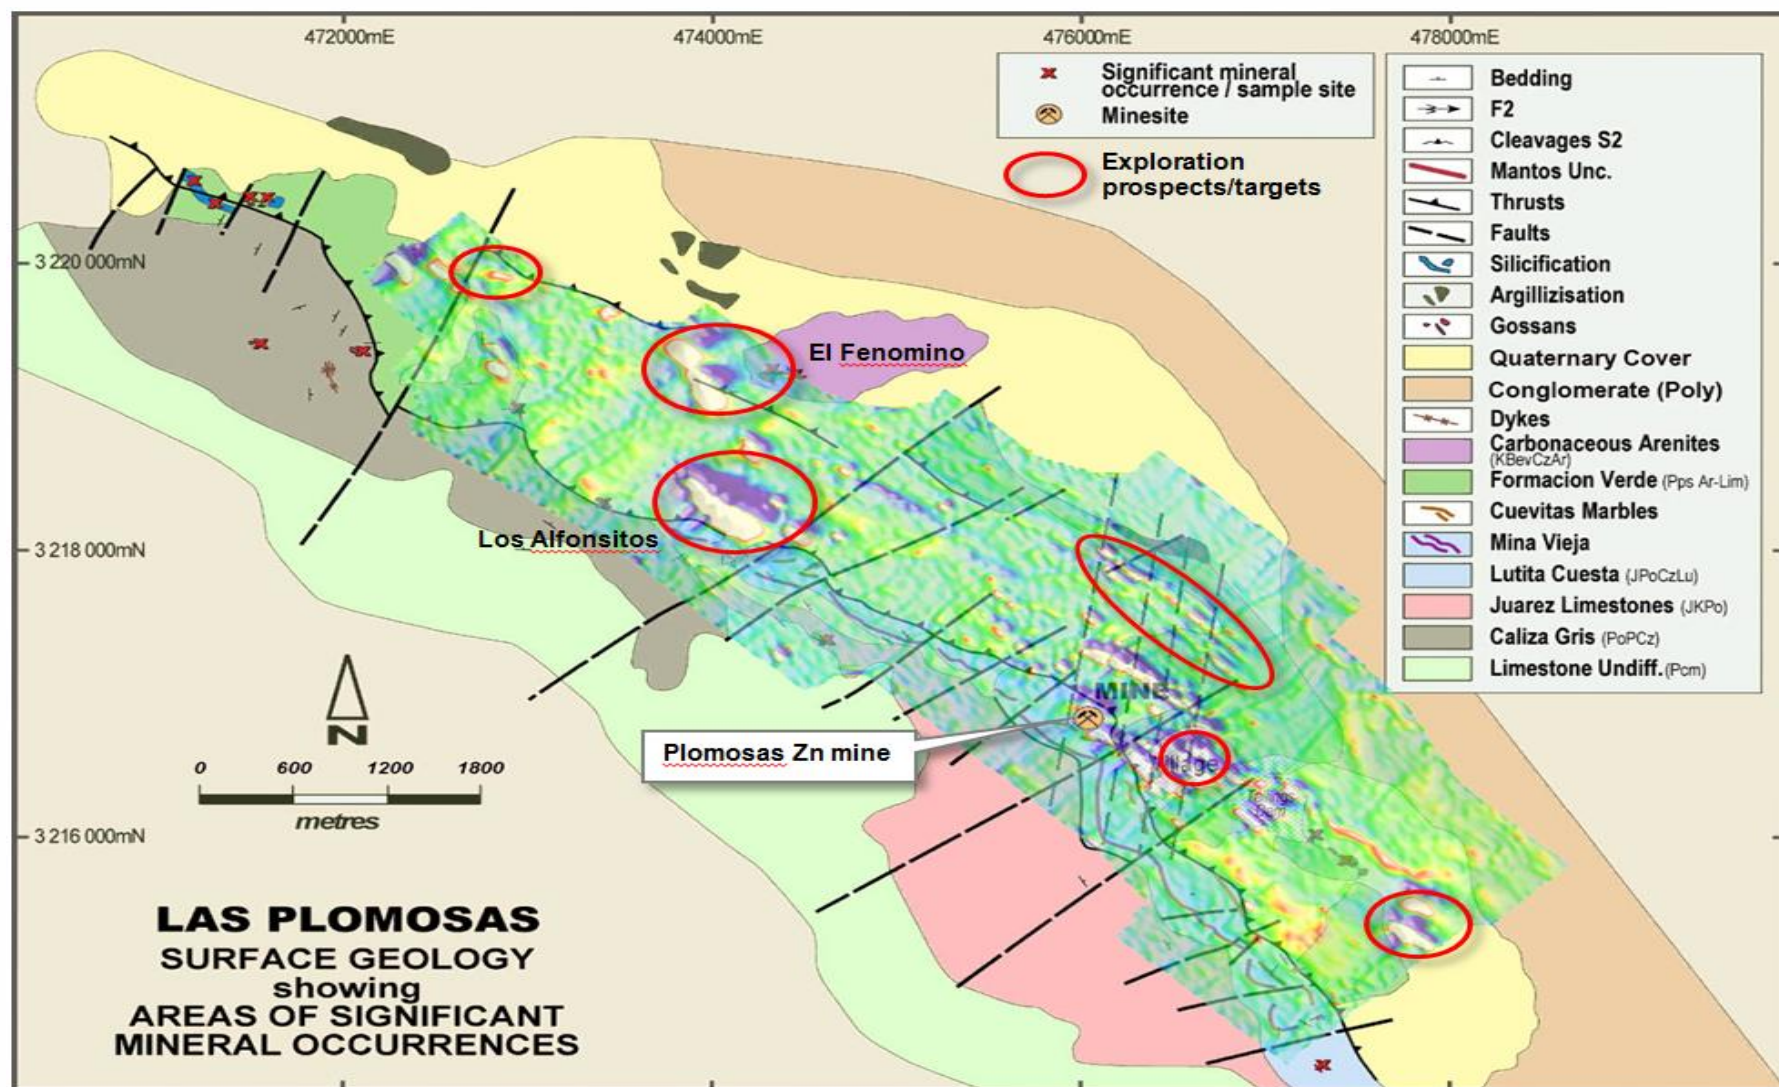 472000mE
474000mE
476000mE
478000mE
Significant mineral
occurrence / sample site
Minesite
Exploration
prospects/targets
Bedding
F2
Cleavages S2
Mantos Unc.
Thrusts
Faults
Silicification
Argillizisation
Gossans
Quaternary Cover
Conglomerate (Poly)
Dykes
Carbonaceous Arenites
(KBevCzAr)
Formacion Verde (Pps Ar-Lim)
Cuevitas Marbles
Mina Vieja
Lutita Cuesta (JPoCzLu)
Juarez Limestones (JKPo)
Caliza Gris (PoPCz)
Limestone Undiff.(Pcm)
3 220 000mN
El Fenomino
Los Alfonsitos
3 218 000mN
MINE
Plomosas Zn mine
Village
Tailings
Dam
N
0 600 1200 1800
metres
3 216 000mN
LAS PLOMOSAS
SURFACE GEOLOGY
showing
AREAS OF SIGNIFICANT
MINERAL OCCURRENCES